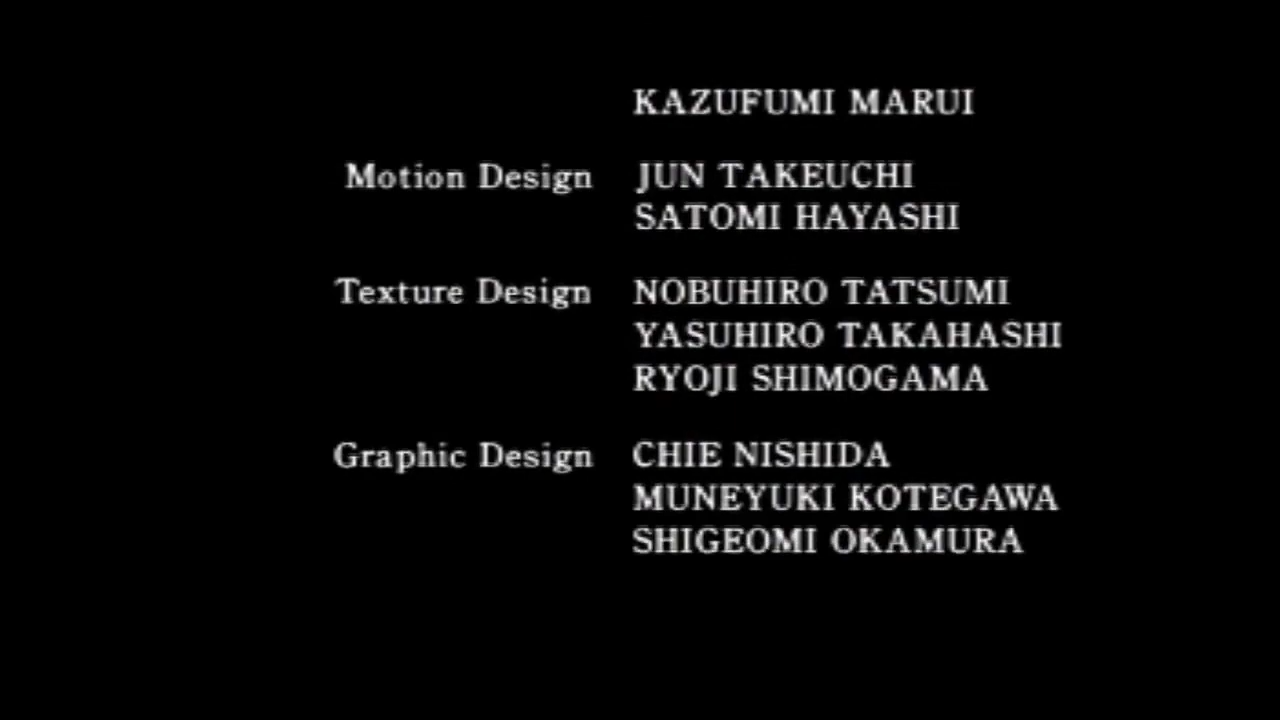 KAZUFUMI MARUI
Motion Design JUN TAKEUCHI
SATOMI HAYASHI
Texture Design NOBUHIRO TATSUMI
YASUHIRO TAKAHASHI
RYOJI SHIMOGAMA
Graphic Design CHIE NISHIDA
MUNEYUKI KOTEGAWA
SHIGEOMI OKAMURA